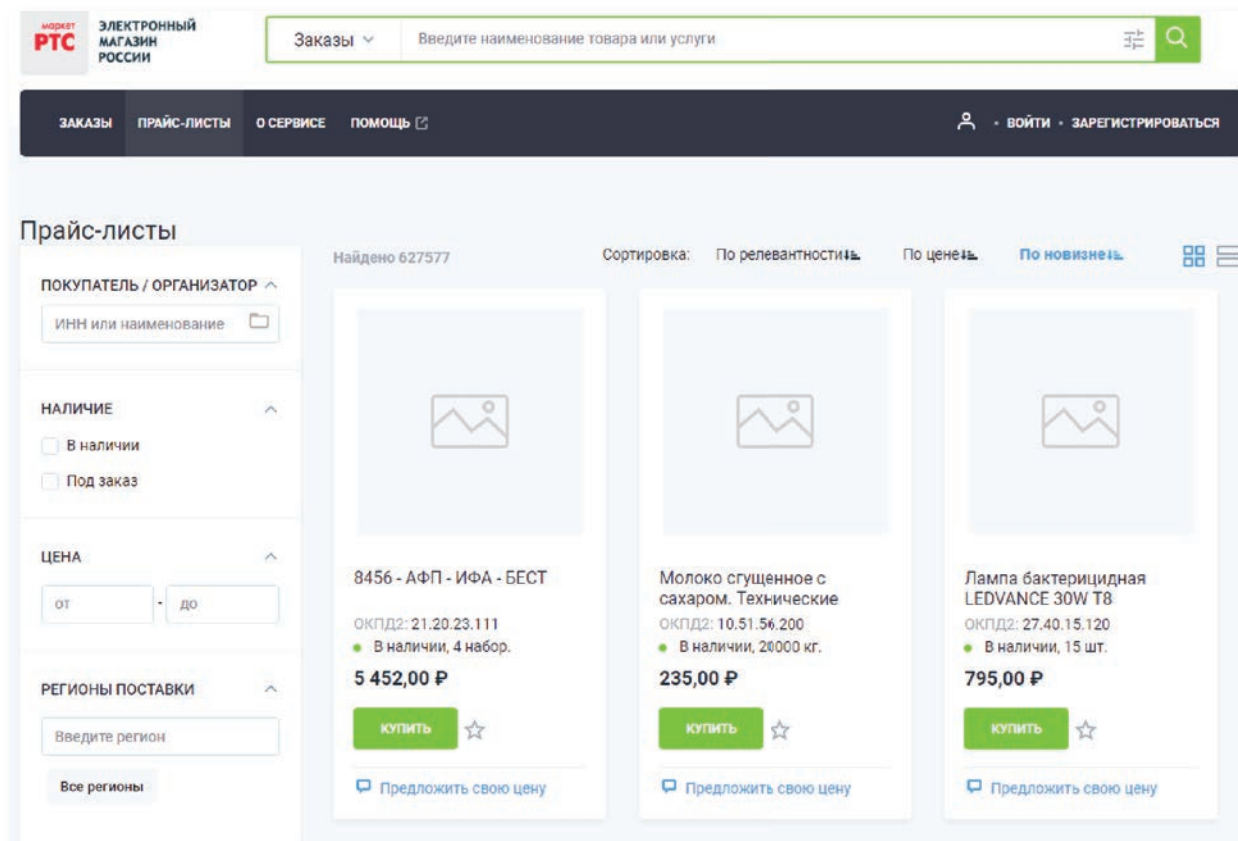 маркет
РТС
ЭЛЕКТРОННЫЙ
МАГАЗИН
РОССИИ
Заказы
Введите наименование товара или услуги
ЗАКАЗЫ ПРАЙС-ЛИСТЫ О СЕРВИСЕ ПОМОЩЬ
• ВОЙТИ • ЗАРЕГИСТРИРОВАТЬСЯ
Прайс-листы
Найдено 627577
Сортировка: По релевантности По цене По новизне
ПОКУПАТЕЛЬ / ОРГАНИЗАТОР
ИНН или наименование
НАЛИЧИЕ
В наличии
Под заказ
ЦЕНА
от - до
РЕГИОНЫ ПОСТАВКИ
Введите регион
Все регионы
8456 - АФП - ИФА - БЕСТ
ОКПД2: 21.20.23.111
В наличии, 4 набор.
5 452,00 ₽
КУПИТЬ
Предложить свою цену
Молоко сгущенное с
сахаром. Технические
ОКПД2: 10.51.56.200
В наличии, 20000 кг.
235,00 ₽
КУПИТЬ
Предложить свою цену
Лампа бактерицидная
LEDVANCE 30W T8
ОКПД2: 27.40.15.120
В наличии, 15 шт.
795,00 ₽
КУПИТЬ
Предложить свою цену